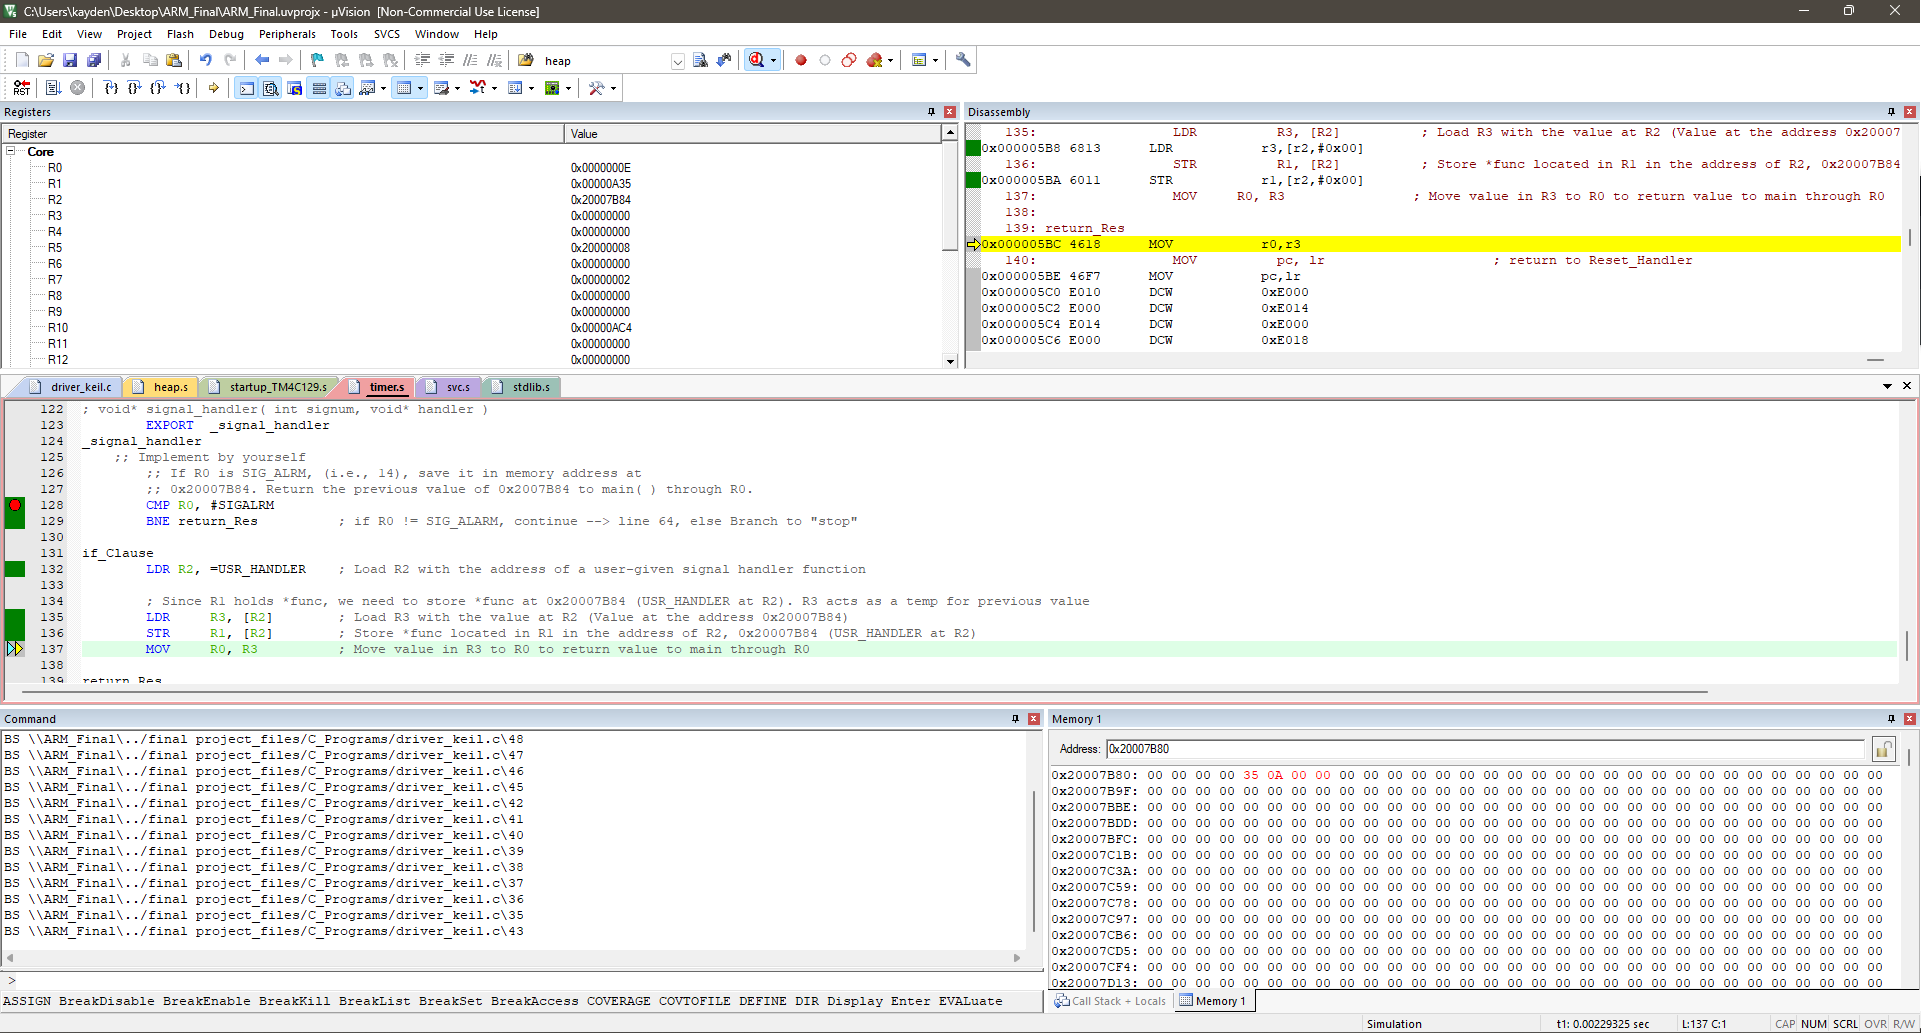 C:\Users\kayden\Desktop\ARM_Final\ARM_Final.uvprojx - µVision  [Non-Commercial Use License]
File Edit View Project Flash Debug Peripherals Tools SVCS Window Help
heap
RST
Registers
Register Value
Core
R0 0x0000000E
R1 0x00000A35
R2 0x20007B84
R3 0x00000000
R4 0x00000000
R5 0x20000008
R6 0x00000000
R7 0x00000002
R8 0x00000000
R9 0x00000000
R10 0x00000AC4
R11 0x00000000
R12 0x00000000
Disassembly
135: LDR R3, [R2] ; Load R3 with the value at R2 (Value at the address 0x20007
0x000005B8 6813 LDR r3,[r2,#0x00]
136: STR R1, [R2] ; Store *func located in R1 in the address of R2, 0x20007B84
0x000005BA 6011 STR r1,[r2,#0x00]
137: MOV R0, R3 ; Move value in R3 to R0 to return value to main through R0
138:
139: return_Res
0x000005BC 4618 MOV r0,r3
140: MOV pc, lr ; return to Reset_Handler
0x000005BE 46F7 MOV pc,lr
0x000005C0 E010 DCW 0xE000
0x000005C2 E000 DCW 0xE014
0x000005C4 E014 DCW 0xE000
0x000005C6 E000 DCW 0xE018
driver_keil.c heap.s startup_TM4C129.s timer.s svc.s stdlib.s
122 ; void* signal_handler( int signum, void* handler )
123 EXPORT _signal_handler
124 _signal_handler
125 ;; Implement by yourself
126 ;; If R0 is SIG_ALRM, (i.e., 14), save it in memory address at
127 ;; 0x20007B84. Return the previous value of 0x2007B84 to main( ) through R0.
128 CMP R0, #SIGALRM
129 BNE return_Res ; if R0 != SIG_ALARM, continue --> line 64, else Branch to "stop"
130
131 if_Clause
132 LDR R2, =USR_HANDLER ; Load R2 with the address of a user-given signal handler function
133
134 ; Since R1 holds *func, we need to store *func at 0x20007B84 (USR_HANDLER at R2). R3 acts as a temp for previous value
135 LDR R3, [R2] ; Load R3 with the value at R2 (Value at the address 0x20007B84)
136 STR R1, [R2] ; Store *func located in R1 in the address of R2, 0x20007B84 (USR_HANDLER at R2)
137 MOV R0, R3 ; Move value in R3 to R0 to return value to main through R0
138
139 return_Res
Command
BS \\ARM_Final\../final project_files/C_Programs/driver_keil.c\48
BS \\ARM_Final\../final project_files/C_Programs/driver_keil.c\47
BS \\ARM_Final\../final project_files/C_Programs/driver_keil.c\46
BS \\ARM_Final\../final project_files/C_Programs/driver_keil.c\45
BS \\ARM_Final\../final project_files/C_Programs/driver_keil.c\42
BS \\ARM_Final\../final project_files/C_Programs/driver_keil.c\41
BS \\ARM_Final\../final project_files/C_Programs/driver_keil.c\40
BS \\ARM_Final\../final project_files/C_Programs/driver_keil.c\39
BS \\ARM_Final\../final project_files/C_Programs/driver_keil.c\38
BS \\ARM_Final\../final project_files/C_Programs/driver_keil.c\37
BS \\ARM_Final\../final project_files/C_Programs/driver_keil.c\36
BS \\ARM_Final\../final project_files/C_Programs/driver_keil.c\35
BS \\ARM_Final\../final project_files/C_Programs/driver_keil.c\43
>
ASSIGN BreakDisable BreakEnable BreakKill BreakList BreakSet BreakAccess COVERAGE COVTOFILE DEFINE DIR Display Enter EVALuate
Memory 1
Address: 0x20007B80
0x20007B80: 00 00 00 00 35 0A 00 00 00 00 00 00 00 00 00 00 00 00 00 00 00 00 00 00 00 00 00 00 00 00 00
0x20007B9F: 00 00 00 00 00 00 00 00 00 00 00 00 00 00 00 00 00 00 00 00 00 00 00 00 00 00 00 00 00 00 00
0x20007BBE: 00 00 00 00 00 00 00 00 00 00 00 00 00 00 00 00 00 00 00 00 00 00 00 00 00 00 00 00 00 00 00
0x20007BDD: 00 00 00 00 00 00 00 00 00 00 00 00 00 00 00 00 00 00 00 00 00 00 00 00 00 00 00 00 00 00 00
0x20007BFC: 00 00 00 00 00 00 00 00 00 00 00 00 00 00 00 00 00 00 00 00 00 00 00 00 00 00 00 00 00 00 00
0x20007C1B: 00 00 00 00 00 00 00 00 00 00 00 00 00 00 00 00 00 00 00 00 00 00 00 00 00 00 00 00 00 00 00
0x20007C3A: 00 00 00 00 00 00 00 00 00 00 00 00 00 00 00 00 00 00 00 00 00 00 00 00 00 00 00 00 00 00 00
0x20007C59: 00 00 00 00 00 00 00 00 00 00 00 00 00 00 00 00 00 00 00 00 00 00 00 00 00 00 00 00 00 00 00
0x20007C78: 00 00 00 00 00 00 00 00 00 00 00 00 00 00 00 00 00 00 00 00 00 00 00 00 00 00 00 00 00 00 00
0x20007C97: 00 00 00 00 00 00 00 00 00 00 00 00 00 00 00 00 00 00 00 00 00 00 00 00 00 00 00 00 00 00 00
0x20007CB6: 00 00 00 00 00 00 00 00 00 00 00 00 00 00 00 00 00 00 00 00 00 00 00 00 00 00 00 00 00 00 00
0x20007CD5: 00 00 00 00 00 00 00 00 00 00 00 00 00 00 00 00 00 00 00 00 00 00 00 00 00 00 00 00 00 00 00
0x20007CF4: 00 00 00 00 00 00 00 00 00 00 00 00 00 00 00 00 00 00 00 00 00 00 00 00 00 00 00 00 00 00 00
0x20007D13: 00 00 00 00 00 00 00 00 00 00 00 00 00 00 00 00 00 00 00 00 00 00 00 00 00 00 00 00 00 00 00
Call Stack + Locals Memory 1
Simulation t1: 0.00229325 sec L:137 C:1 CAP NUM SCRL OVR R/W